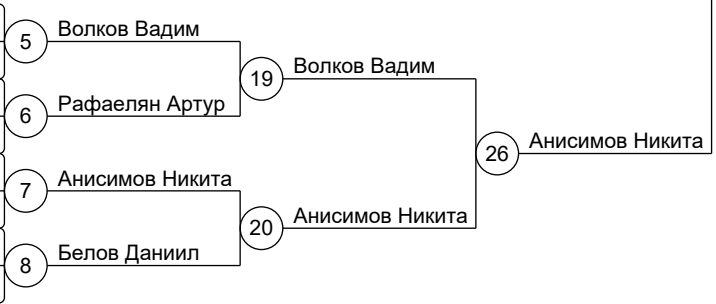 5
Волков Вадим
19
Волков Вадим
6
Рафаелян Артур
26
Анисимов Никита
7
Анисимов Никита
20
Анисимов Никита
8
Белов Даниил